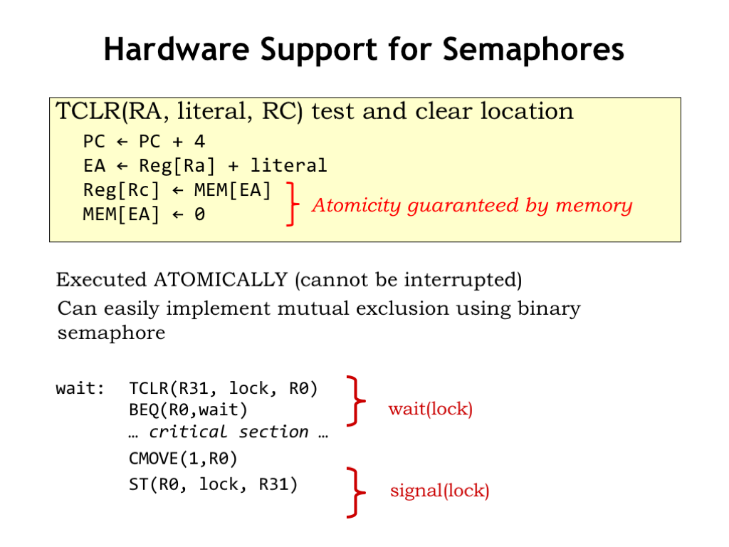 Hardware Support for Semaphores
TCLR(RA, literal, RC) test and clear location
PC ← PC + 4
EA ← Reg[Ra] + literal
Reg[Rc] ← MEM[EA]
MEM[EA] ← 0
Atomicity guaranteed by memory
Executed ATOMICALLY (cannot be interrupted)
Can easily implement mutual exclusion using binary
semaphore
wait: TCLR(R31, lock, R0)
BEQ(R0,wait)
wait(lock)
… critical section …
CMOVE(1,R0)
ST(R0, lock, R31)
signal(lock)